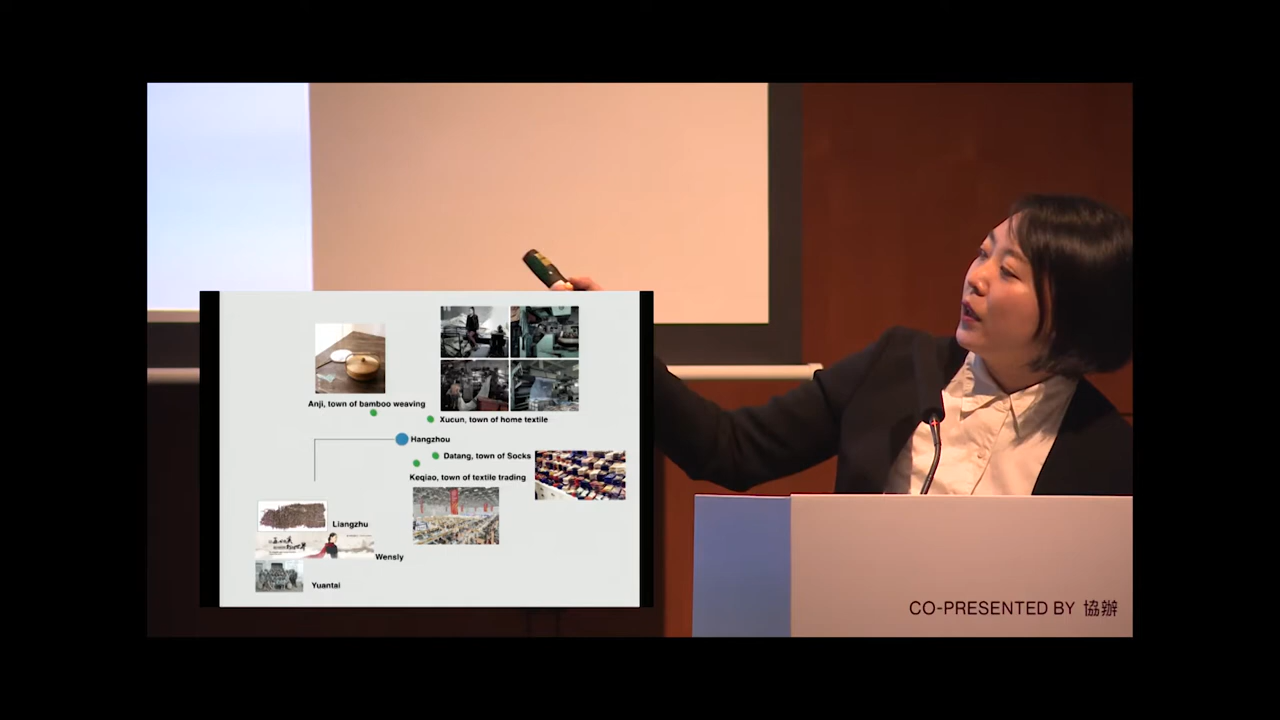 Anji, town of bamboo weaving
Xucun, town of home textile
Hangzhou
Datang, town of Socks
Keqiao, town of textile trading
Liangzhu
Wensly
Yuantai
CO-PRESENTED BY 協辦